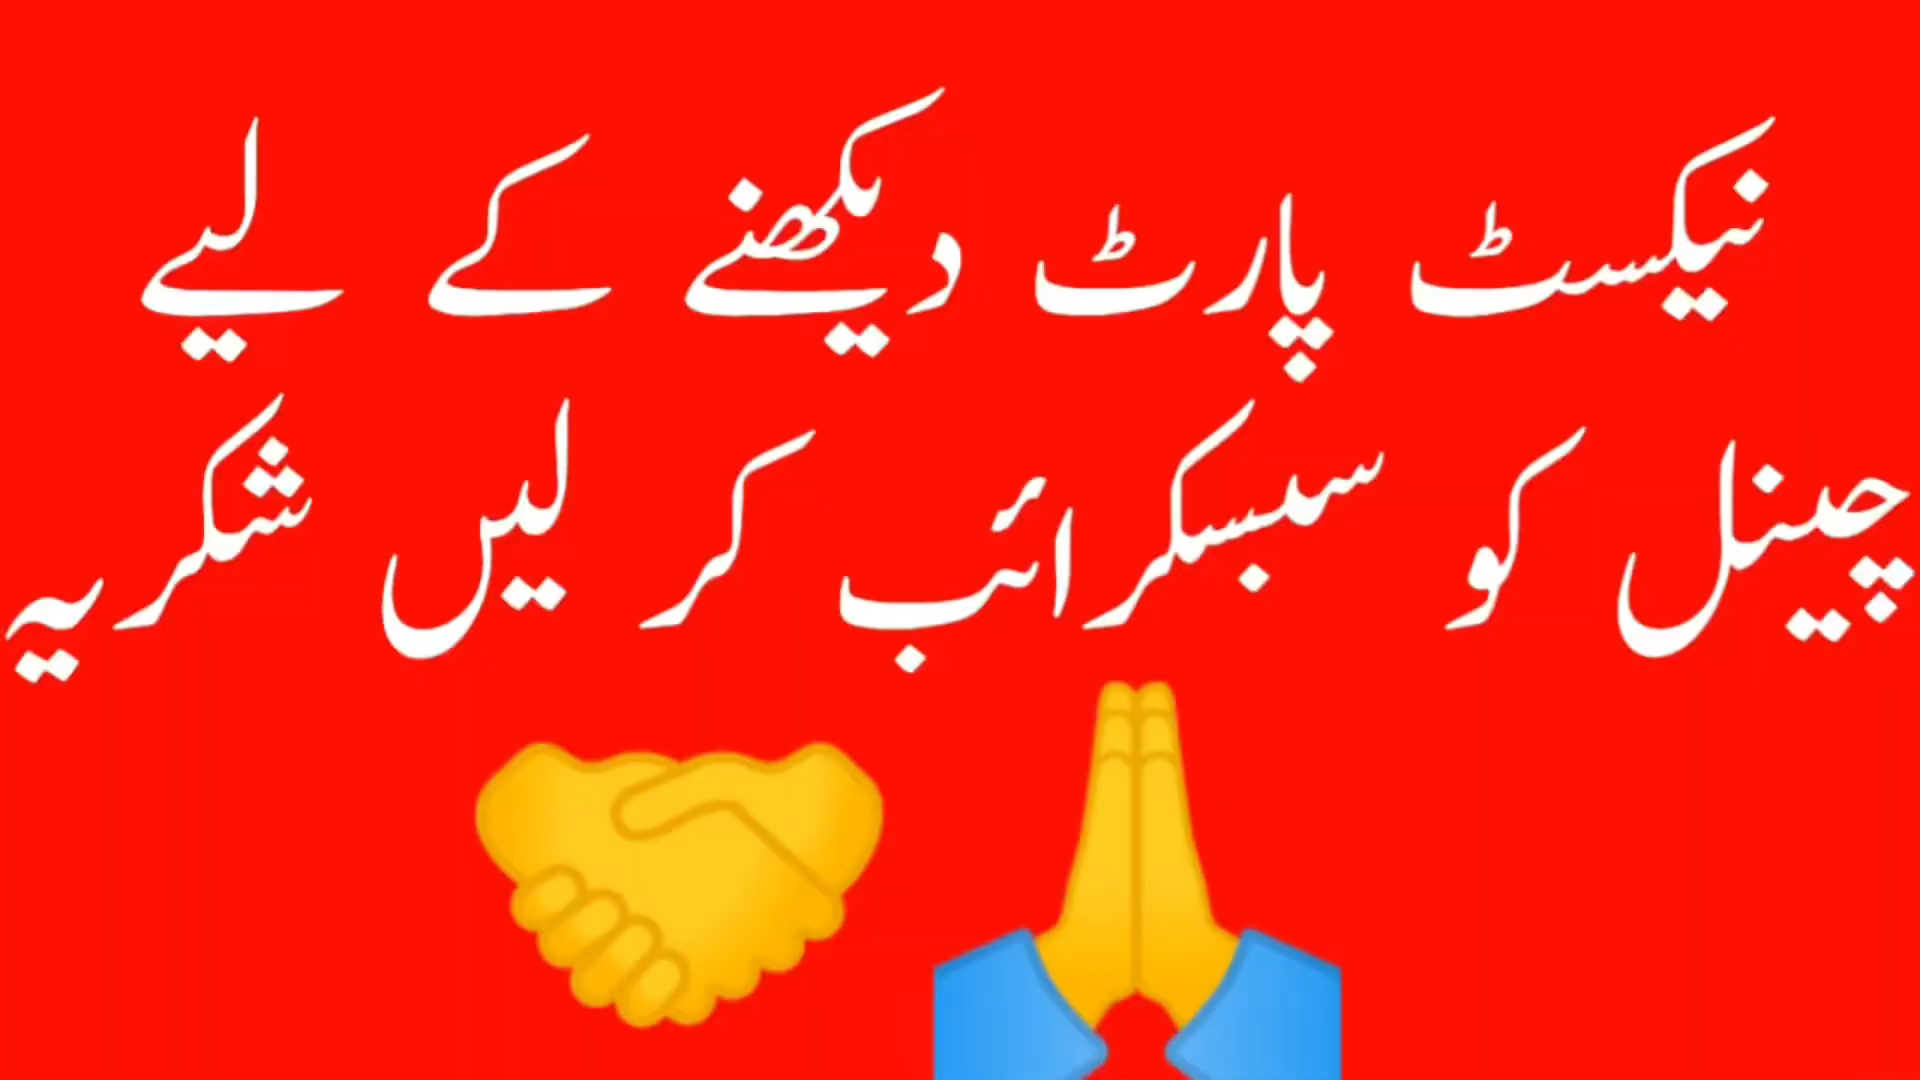 نیکسٹ پارٹ دیکھنے کے لیے
چینل کو سبسکرائب کر لیں شکریہ